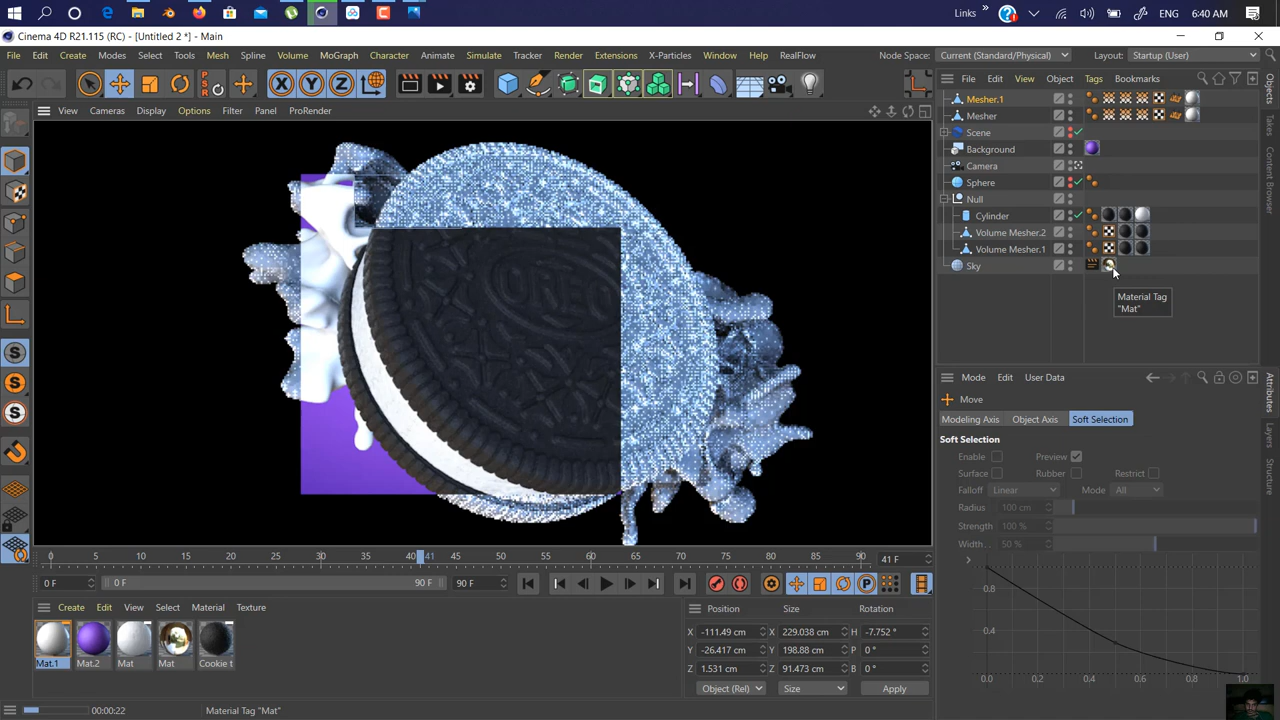 Links
»
ENG
6:40 AM
Cinema 4D R21.115 (RC) - [Untitled 2 *] - Main
File Edit Create Modes Select Tools Mesh Spline Volume MoGraph Character Animate Simulate Tracker Render Extensions X-Particles Window Help RealFlow
Node Space: Current (Standard/Physical) Layout: Startup (User)
P S R
X Y Z
File Edit View Object Tags Bookmarks
View Cameras Display Options Filter Panel ProRender
Mesher.1
Mesher
Scene
Background
Camera
Sphere
Null
Cylinder
Volume Mesher.2
Volume Mesher.1
Sky
Material Tag
"Mat"
Objects
Takes
Content Browser
Mode Edit User Data
Move
Modeling Axis Object Axis Soft Selection
Soft Selection
Enable Preview
Surface Rubber Restrict
Falloff Linear Mode All
Radius 100 cm
Strength 100 %
Width. . 50 %
0.8
0.4
0.0 0.2 0.4 0.6 0.8 1.0
Attributes
Layers
Structure
S
S
S
0 5 10 15 20 25 30 35 40 41 45 50 55 60 65 70 75 80 85 90 41 F
0 F 0 F 90 F 90 F
P
Create Edit View Select Material Texture
Mat.1 Mat.2 Mat Mat Cookie t
Position Size Rotation
X -111.49 cm X 229.038 cm H -7.752 °
Y -26.417 cm Y 198.88 cm P 0 °
Z 1.531 cm Z 91.473 cm B 0 °
Object (Rel) Size Apply
00:00:22 Material Tag "Mat"